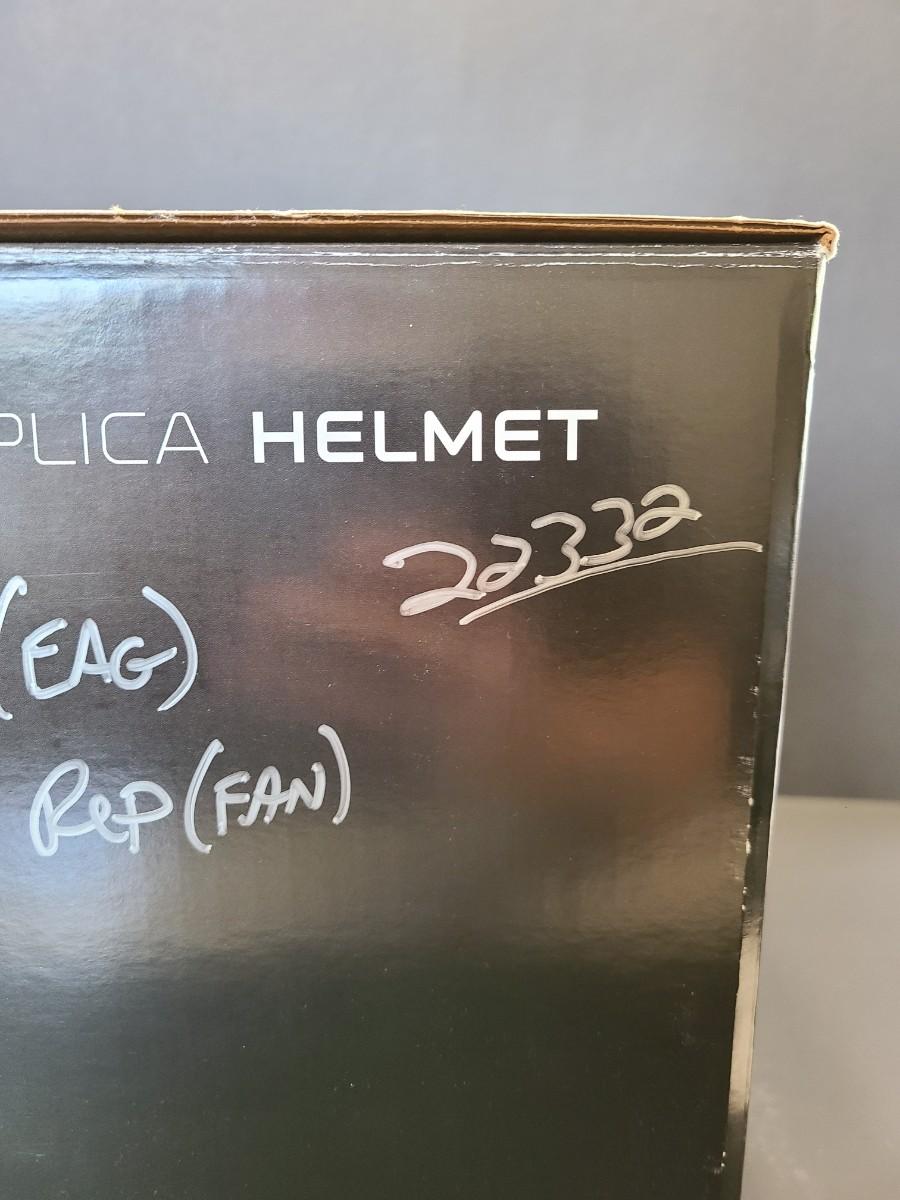 PLICA HELMET
22332
(EAG)
Rep (FAN)